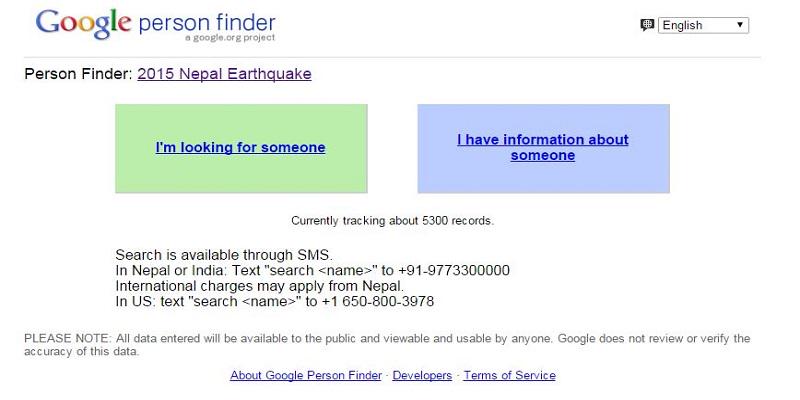 Google person finder
a google.org project
English
Person Finder: 2015 Nepal Earthquake
I'm looking for someone
I have information about
someone
Currently tracking about 5300 records.
Search is available through SMS.
In Nepal or India: Text "search <name>" to +91-9773300000
International charges may apply from Nepal.
In US: text "search <name>" to +1 650-800-3978
PLEASE NOTE: All data entered will be available to the public and viewable and usable by anyone. Google does not review or verify the
accuracy of this data.
About Google Person Finder · Developers · Terms of Service